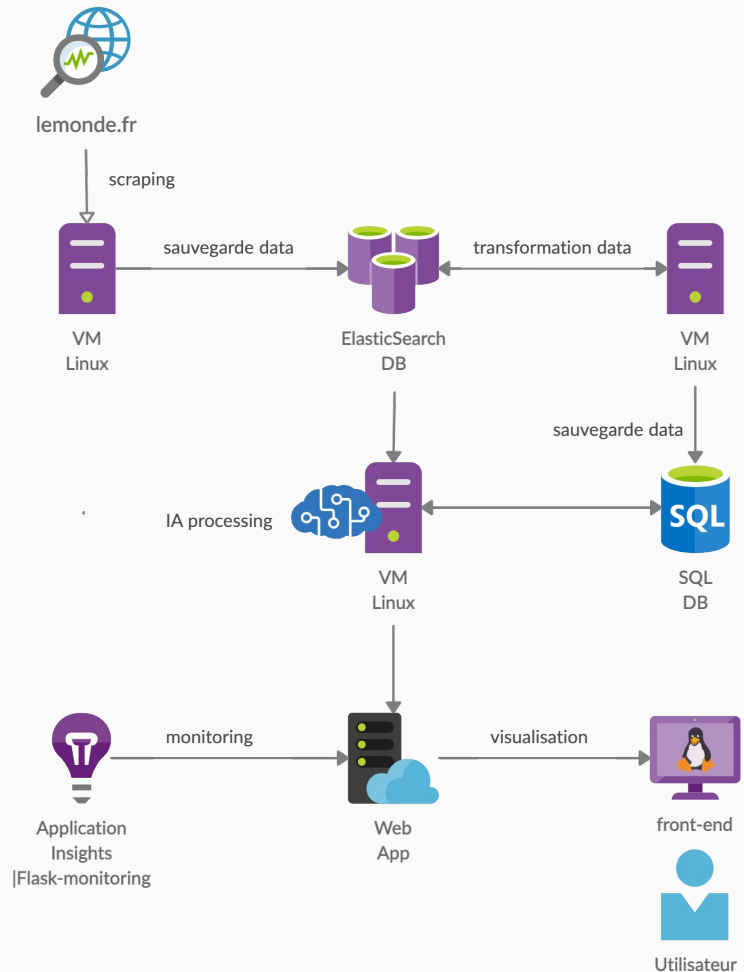 lemonde.fr
scraping
sauvegarde data
transformation data
VM
Linux
ElasticSearch
DB
VM
Linux
sauvegarde data
IA processing
SQL
VM
Linux
SQL
DB
monitoring
visualisation
Application
Insights
|Flask-monitoring
Web
App
front-end
Utilisateur